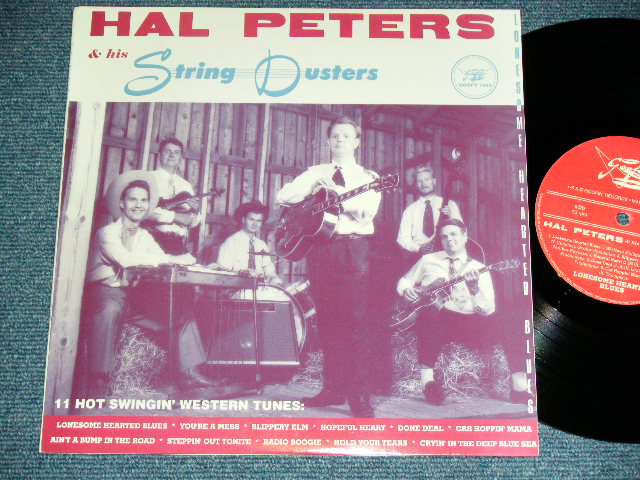 HAL PETERS
& his
String Dusters
GOOFY
LONESOME HEARTED BLUES
11 HOT SWINGIN' WESTERN TUNES:
LONESOME HEARTED BLUES * YOU'RE A MESS * SLIPPERY ELM * HOPEFUL HEART * DONE DEAL * CAR HOPPIN' MAMA
AIN'T A BUMP IN THE ROAD * STEPPIN OUT TONITE * RADIO BOOGIE * HOLD YOUR TEARS * CRYIN' IN THE DEEP BLUE SEA
HAL PETERS
LONESOME HEART
BLUES